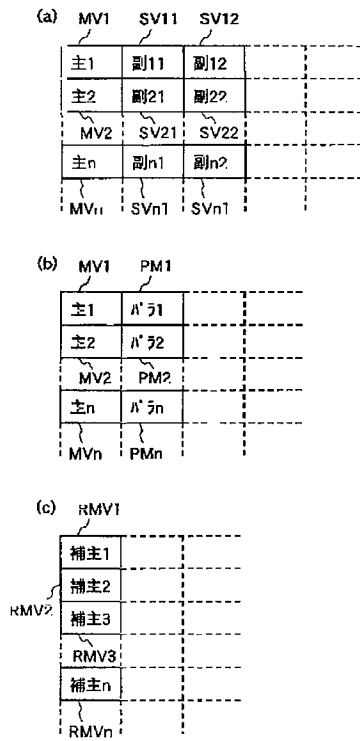 (a)
MV1 SV11 SV12
主1 副11 副12
主2 副21 副22
MV2 SV21 SV22
主n 副n1 副n2
MVn SVn1 SVn1
(b)
MV1 PM1
主1 パラ1
主2 パラ2
MV2 PM2
主n パラn
MVn PMn
(c)
RMV1
補主1
補主2
RMV2
補主3
RMV3
補主n
RMVn